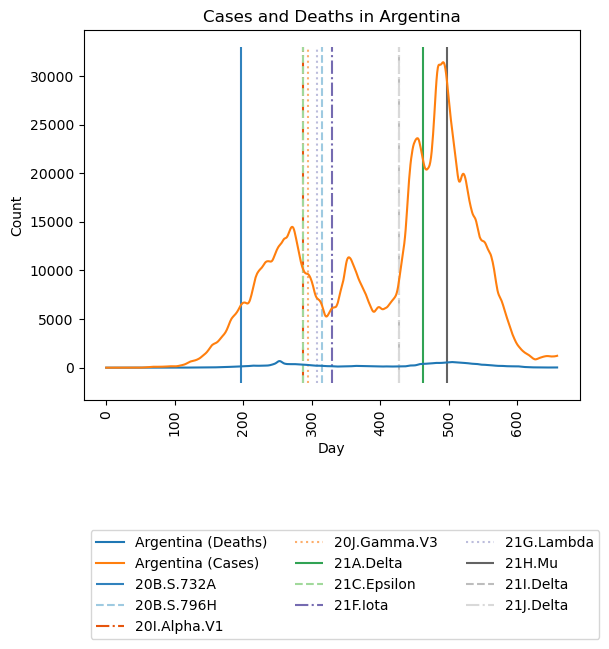 Cases and Deaths in Argentina
30000
25000
20000
15000
10000
5000
0
Count
0
100
200
300
400
500
600
Day
Argentina (Deaths)
Argentina (Cases)
20B.S.732A
20B.S.796H
20I.Alpha.V1
20J.Gamma.V3
21A.Delta
21C.Epsilon
21F.Iota
21G.Lambda
21H.Mu
21I.Delta
21J.Delta